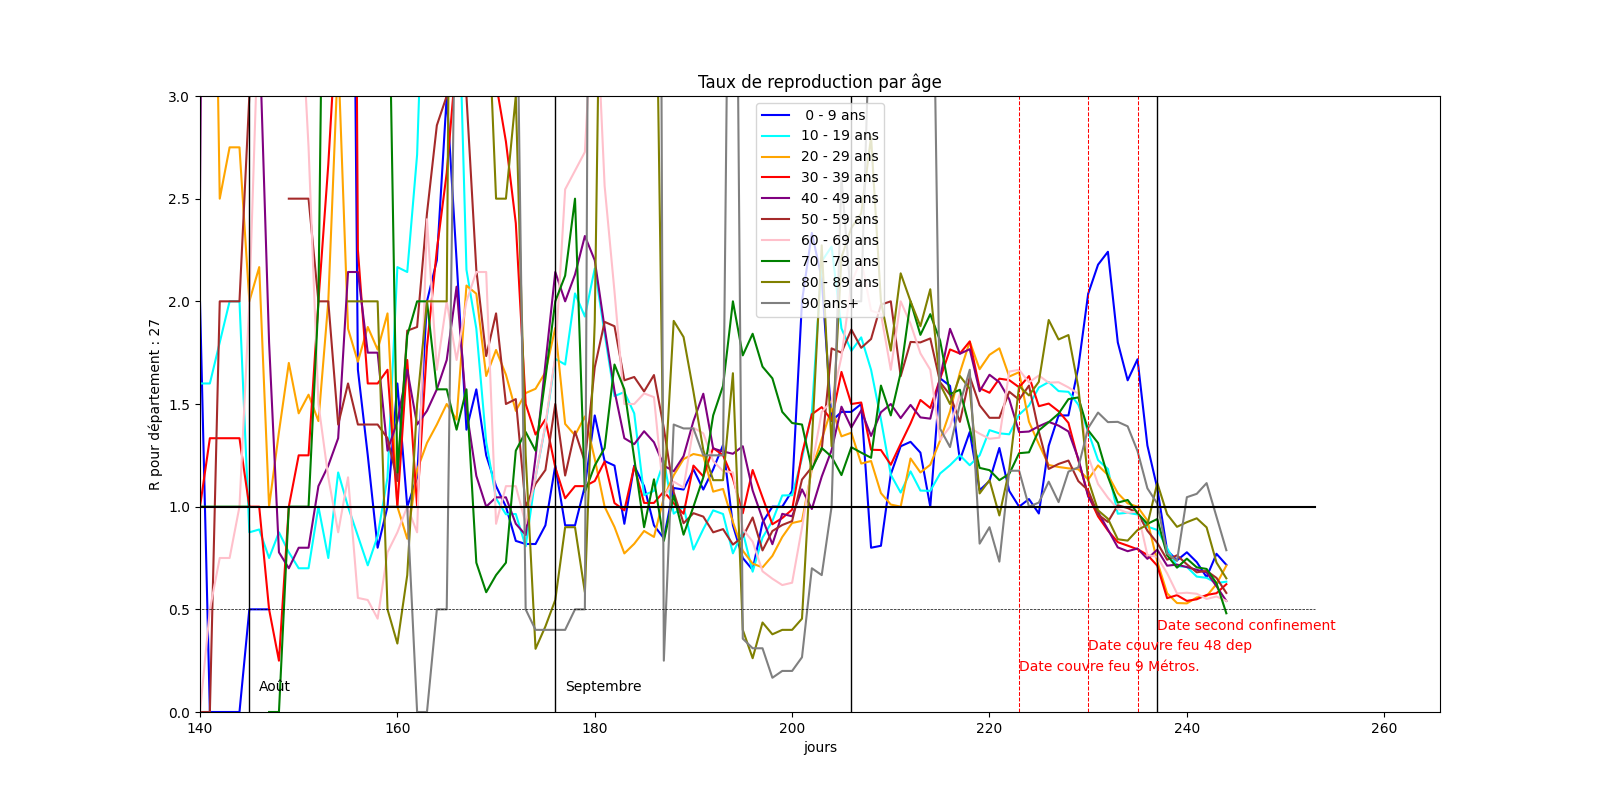 Taux de reproduction par âge
R pour département : 27
3.0
2.5
2.0
1.5
1.0
0.5
0.0
0 - 9 ans
10 - 19 ans
20 - 29 ans
30 - 39 ans
40 - 49 ans
50 - 59 ans
60 - 69 ans
70 - 79 ans
80 - 89 ans
90 ans+
Date second confinement
Date couvre feu 48 dep
Date couvre feu 9 Métros.
Août
Septembre
140
160
180
200
220
240
260
jours